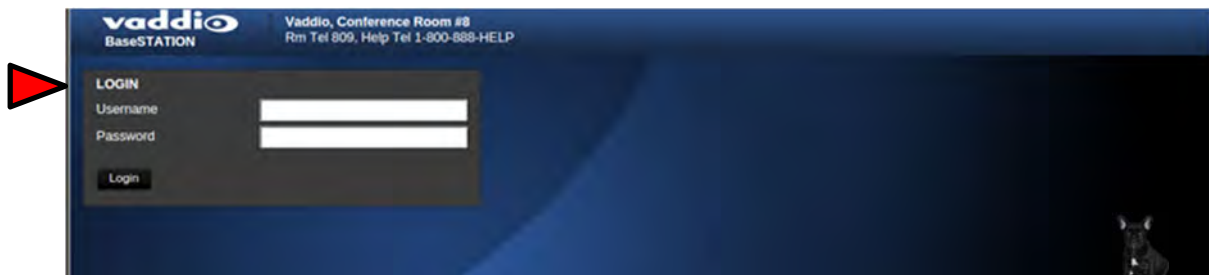 vaddio
BaseSTATION
Vaddio, Conference Room #8
Rm Tel 809, Help Tel 1-800-888-HELP
LOGIN
Username
Password
Login